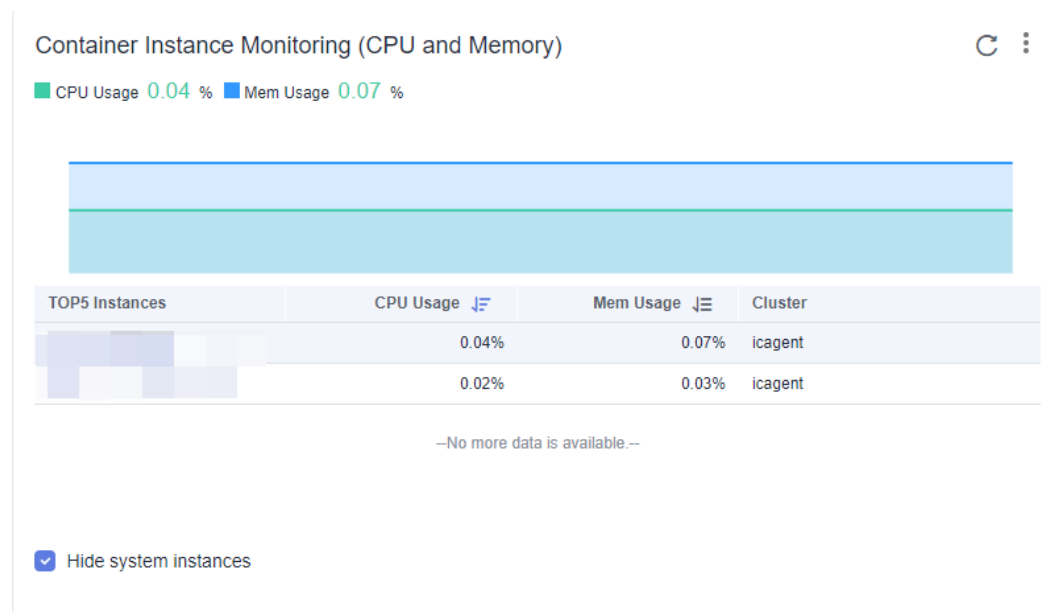 Container Instance Monitoring (CPU and Memory)
CPU Usage 0.04 % Mem Usage 0.07 %
TOP5 Instances CPU Usage Mem Usage Cluster
0.04% 0.07% icagent
0.02% 0.03% icagent
--No more data is available.--
Hide system instances